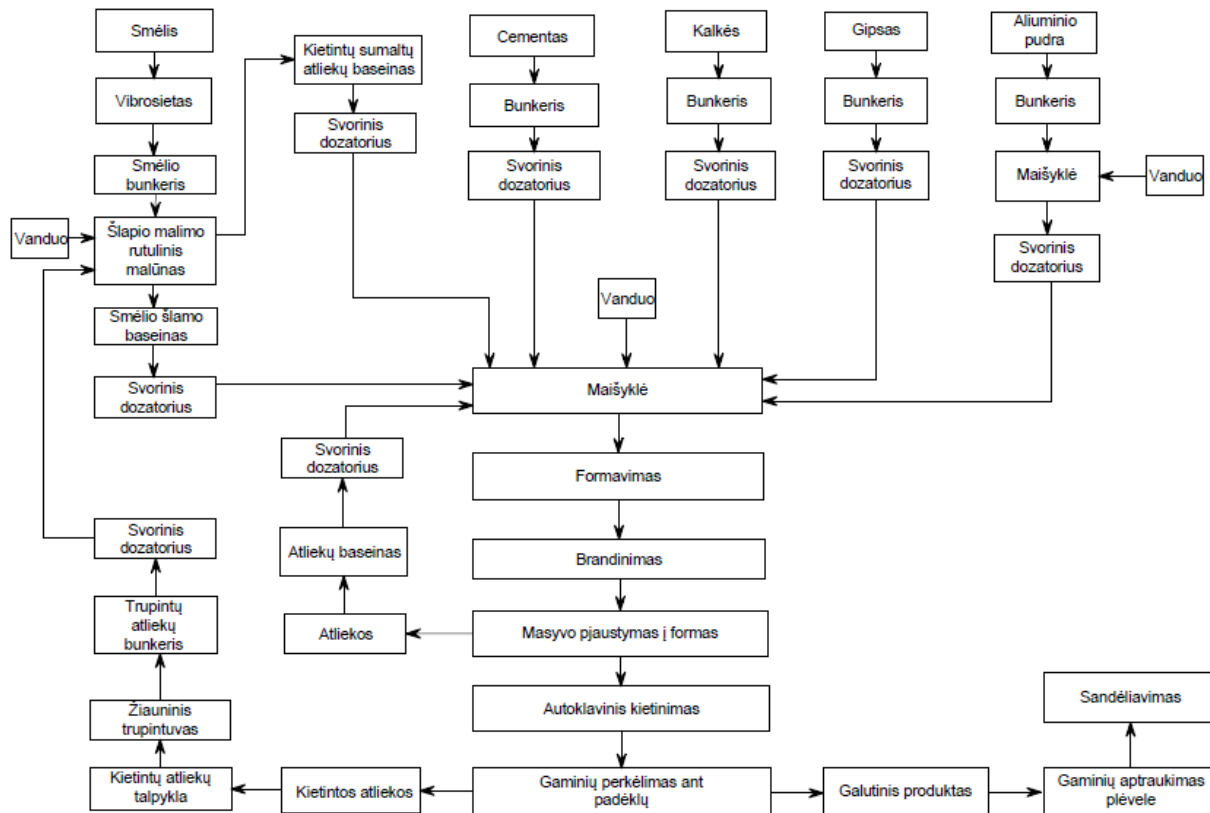 Smėlis
Vibrosietas
Smėlio
bunkeris
Vanduo
Šlapio malimo
rutulinis
malūnas
Smėlio šlamo
baseinas
Svorinis
dozatorius
Kietintų sumaltų
atliekų baseinas
Svorinis
dozatorius
Cementas
Bunkeris
Svorinis
dozatorius
Kalkės
Bunkeris
Svorinis
dozatorius
Gipsas
Bunkeris
Svorinis
dozatorius
Aliuminio
pudra
Bunkeris
Maišyklė
Vanduo
Svorinis
dozatorius
Vanduo
Maišyklė
Formavimas
Brandinimas
Masyvo pjaustymas į formas
Autoklavinis kietinimas
Gaminių perkėlimas ant
padėklų
Svorinis
dozatorius
Atliekų baseinas
Atliekos
Svorinis
dozatorius
Trupintų
atliekų
bunkeris
Žiauninis
trupintuvas
Kietintų atliekų
talpykla
Kietintos atliekos
Galutinis produktas
Gaminių aptraukimas
plėvele
Sandėliavimas